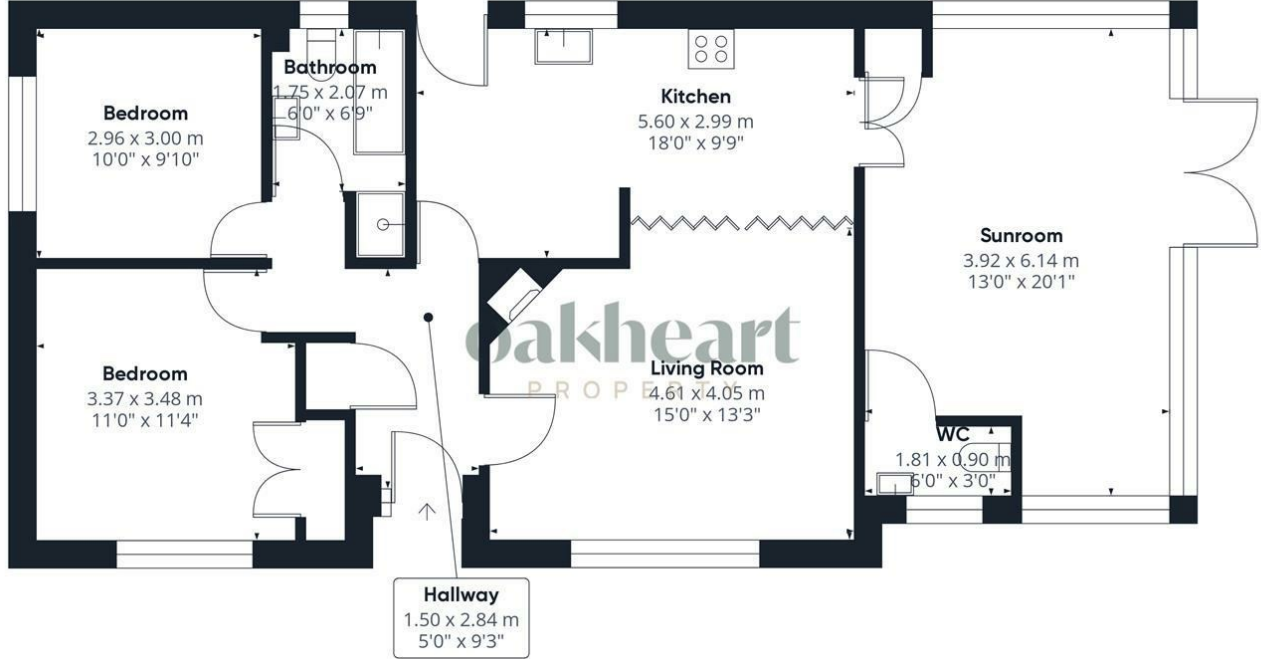 Bedroom
2.96 x 3.00 m
10'0" x 9'10"
Bathroom
1.75 x 2.07 m
6'0" x 6'9"
Kitchen
5.60 x 2.99 m
18'0" x 9'9"
Sunroom
3.92 x 6.14 m
13'0" x 20'1"
Bedroom
3.37 x 3.48 m
11'0" x 11'4"
oakheart
PROPERTY
Living Room
4.61 x 4.05 m
15'0" x 13'3"
WC
1.81 x 0.90 m
6'0" x 3'0"
Hallway
1.50 x 2.84 m
5'0" x 9'3"